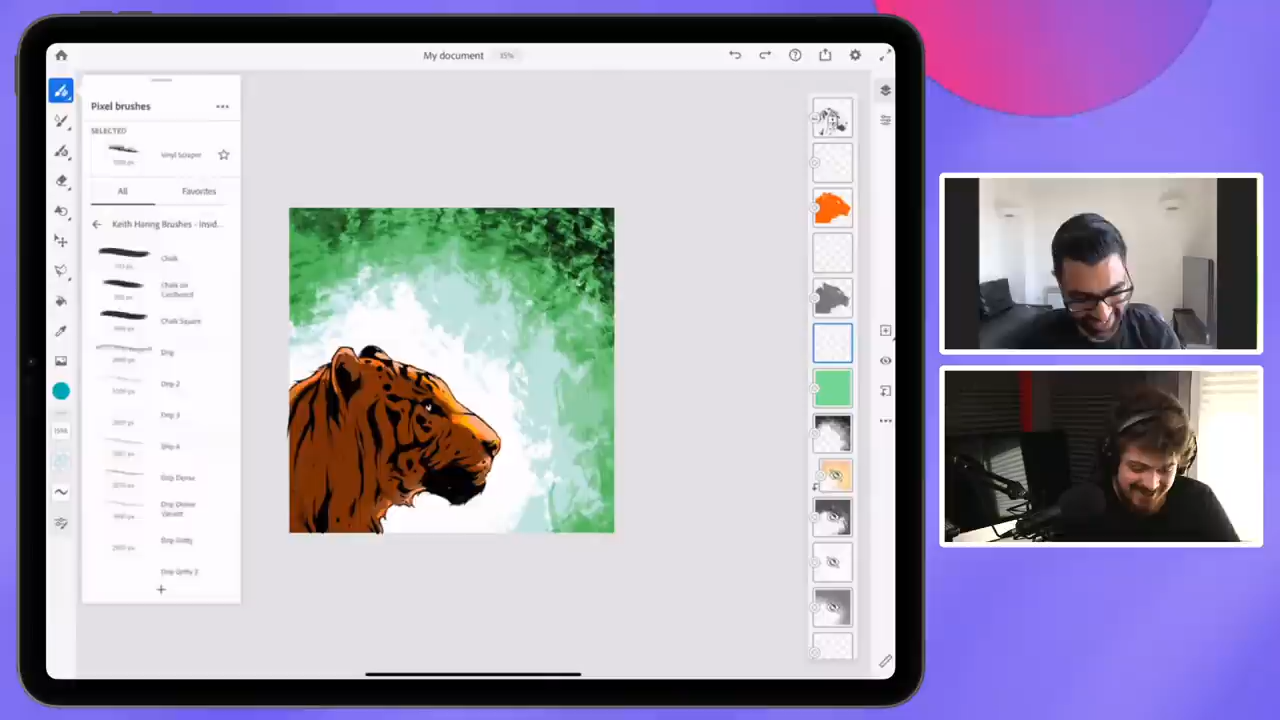 My document 35%
Pixel brushes
SELECTED
Vinyl Scraper
All Favorites
Keith Haring Brushes - Insid...
Chalk
Chalk on
Cardboard
Chalk Square
Drip
Drip 2
Drip 3
Drip 4
Drip Dense
Drip Dense
Variant
Drip Gritty
Drip Gritty 2